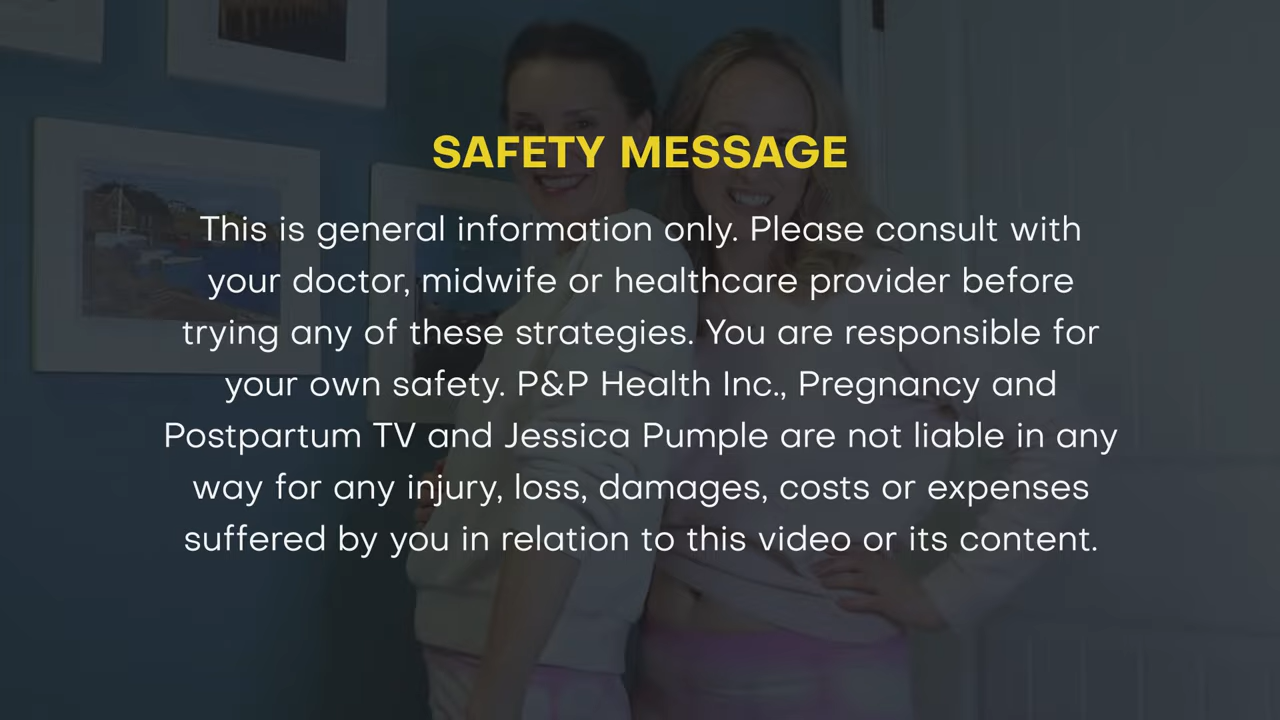 SAFETY MESSAGE
This is general information only. Please consult with
your doctor, midwife or healthcare provider before
trying any of these strategies. You are responsible for
your own safety. P&P Health Inc., Pregnancy and
Postpartum TV and Jessica Pumple are not liable in any
way for any injury, loss, damages, costs or expenses
suffered by you in relation to this video or its content.